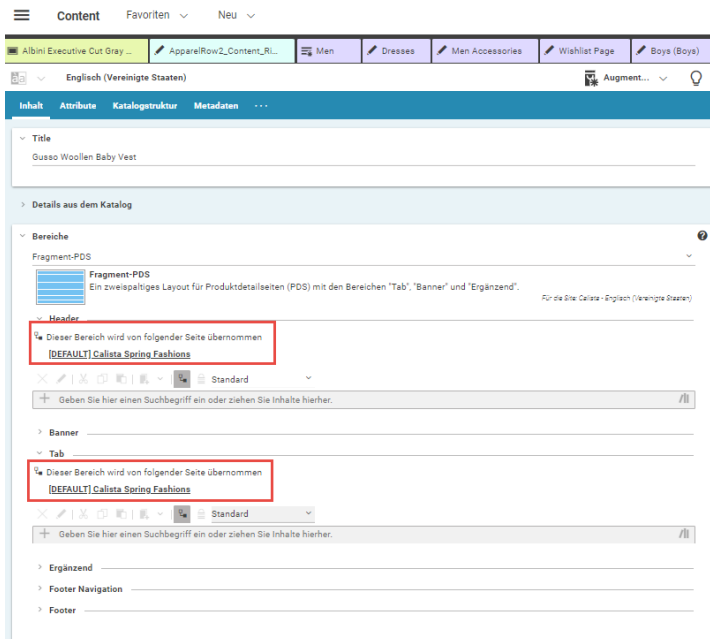 Content Favoriten Neu
Albini Executive Cut Gray ... ApparelRow2_Content_Ri... Men Dresses Men Accessories Wishlist Page Boys (Boys)
Englisch (Vereinigte Staaten) Augment...
Inhalt Attribute Katalogstruktur Metadaten ...
Title
Gusso Woollen Baby Vest
Details aus dem Katalog
Bereiche
Fragment-PDS
Fragment-PDS
Ein zweispaltiges Layout für Produktdetailseiten (PDS) mit den Bereichen "Tab", "Banner" und "Ergänzend".
Für die Site: Calista - Englisch (Vereinigte Staaten)
Header
Dieser Bereich wird von folgender Seite übernommen
[DEFAULT] Calista Spring Fashions
Standard
Geben Sie hier einen Suchbegriff ein oder ziehen Sie Inhalte hierher.
Banner
Tab
Dieser Bereich wird von folgender Seite übernommen
[DEFAULT] Calista Spring Fashions
Standard
Geben Sie hier einen Suchbegriff ein oder ziehen Sie Inhalte hierher.
Ergänzend
Footer Navigation
Footer